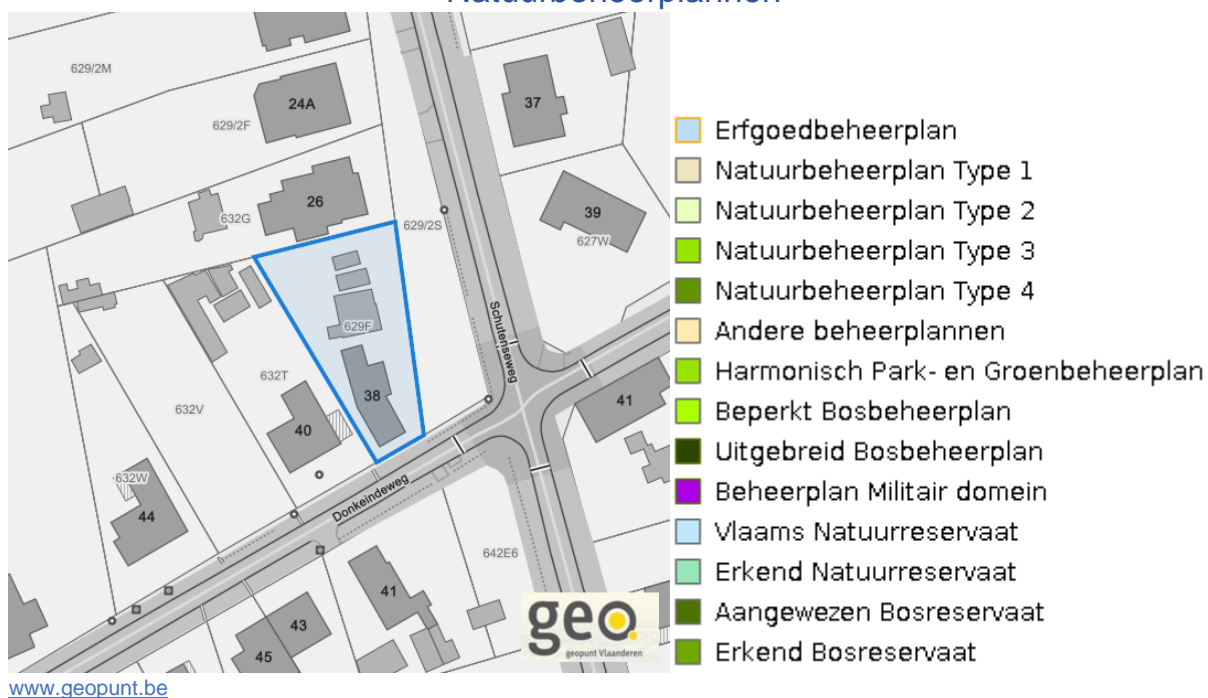 Natuurbeheerplannen
629/2M
24A
37
629/2F
26
39
632G
629/2S
627W
Schutenseweg
629F
632T
38
41
632V
40
632W
Donkeindeweg
44
642E6
41
43
45
geo
geopunt Vlaanderen
Erfgoedbeheerplan
Natuurbeheerplan Type 1
Natuurbeheerplan Type 2
Natuurbeheerplan Type 3
Natuurbeheerplan Type 4
Andere beheerplannen
Harmonisch Park- en Groenbeheerplan
Beperkt Bosbeheerplan
Uitgebreid Bosbeheerplan
Beheerplan Militair domein
Vlaams Natuurreservaat
Erkend Natuurreservaat
Aangewezen Bosreservaat
Erkend Bosreservaat
www.geopunt.be